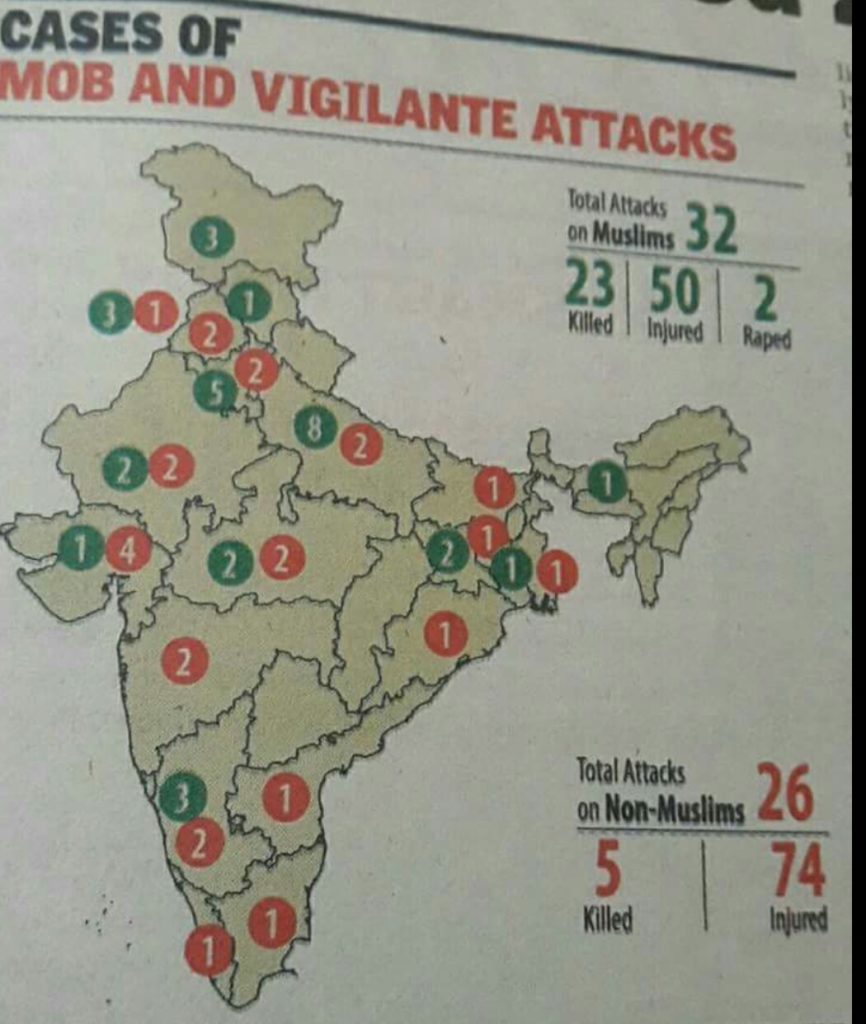 CASES OF
MOB AND VIGILANTE ATTACKS
Total Attacks
on Muslims 32
23 50 2
Killed Injured Raped
3
3 1 1
2
2
5
8 2
2 2
1
1
1 4
2 2
2 1
1 1
1
2
3 1
2
Total Attacks
on Non-Muslims 26
5 74
Killed Injured
1
1